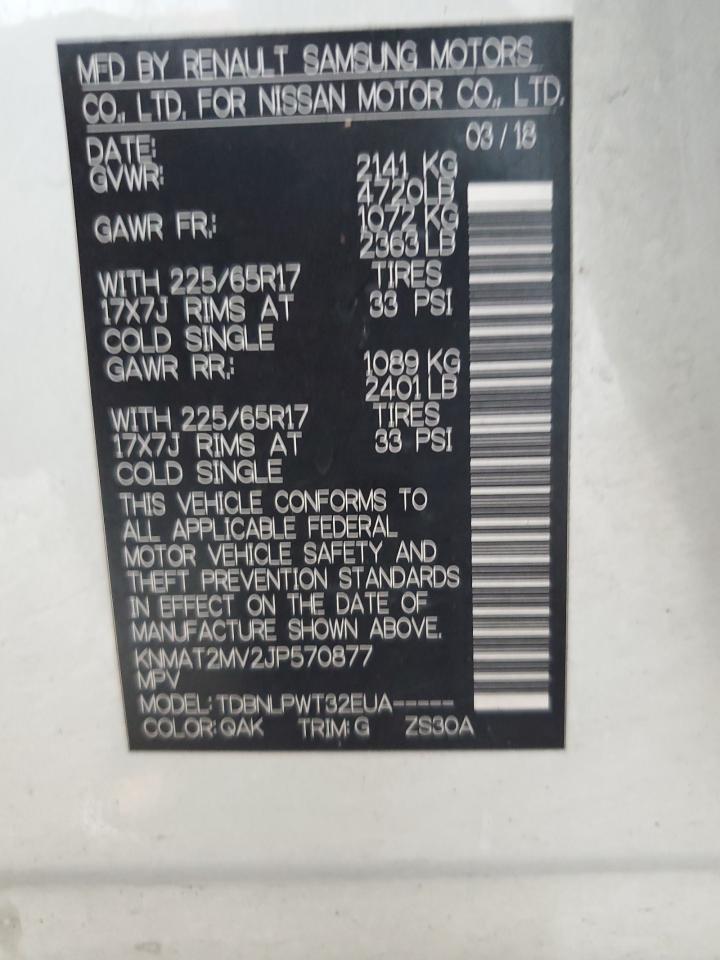 MFD BY RENAULT SAMSUNG MOTORS
CO., LTD. FOR NISSAN MOTOR CO., LTD.
DATE: 03/18
GVWR: 2141 KG
4720LB
GAWR FR.: 1072 KG
2363 LB
WITH 225/65R17 TIRES
17X7J RIMS AT 33 PSI
COLD SINGLE
GAWR RR.: 1089 KG
2401 LB
WITH 225/65R17 TIRES
17X7J RIMS AT 33 PSI
COLD SINGLE
THIS VEHICLE CONFORMS TO
ALL APPLICABLE FEDERAL
MOTOR VEHICLE SAFETY AND
THEFT PREVENTION STANDARDS
IN EFFECT ON THE DATE OF
MANUFACTURE SHOWN ABOVE.
KNMAT2MV2JP570877
MPV
MODEL: TDBNLPWT32EUA-----
COLOR: QAK TRIM: G ZS30A